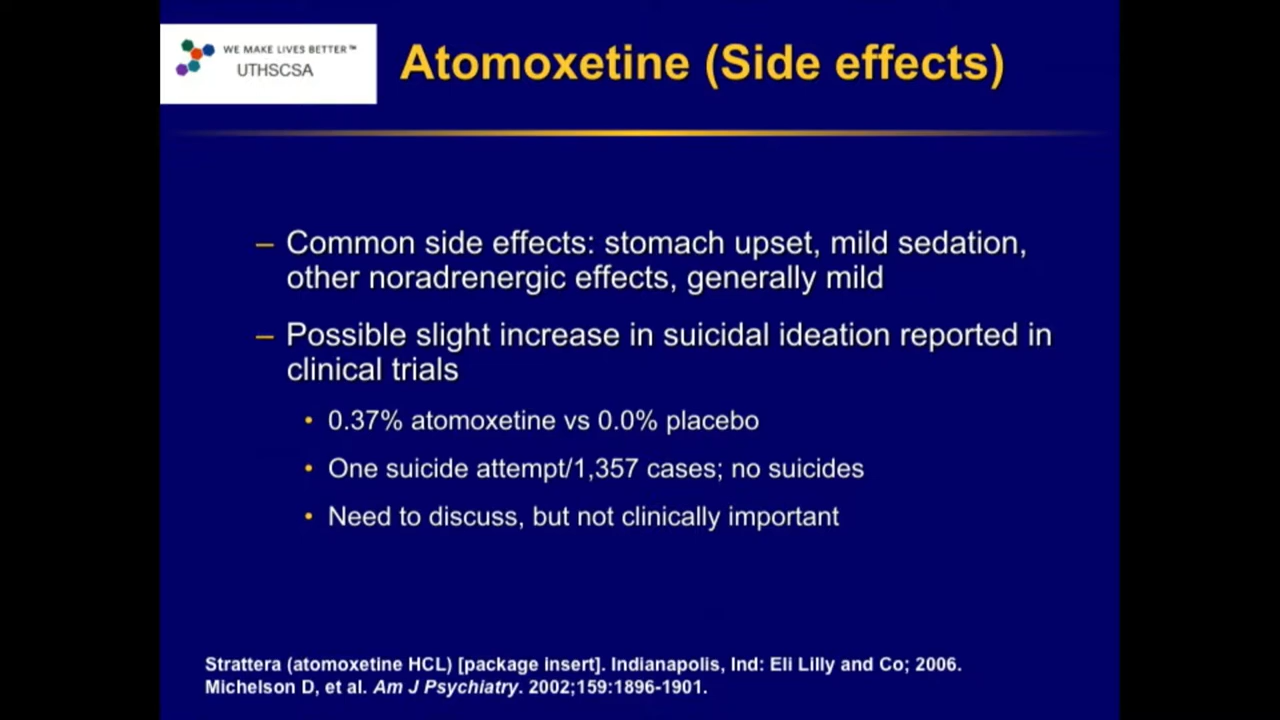 WE MAKE LIVES BETTER™
UTHSCSA
Atomoxetine (Side effects)
– Common side effects: stomach upset, mild sedation,
other noradrenergic effects, generally mild
– Possible slight increase in suicidal ideation reported in
clinical trials
• 0.37% atomoxetine vs 0.0% placebo
• One suicide attempt/1,357 cases; no suicides
• Need to discuss, but not clinically important
Strattera (atomoxetine HCL) [package insert]. Indianapolis, Ind: Eli Lilly and Co; 2006.
Michelson D, et al. Am J Psychiatry. 2002;159:1896-1901.